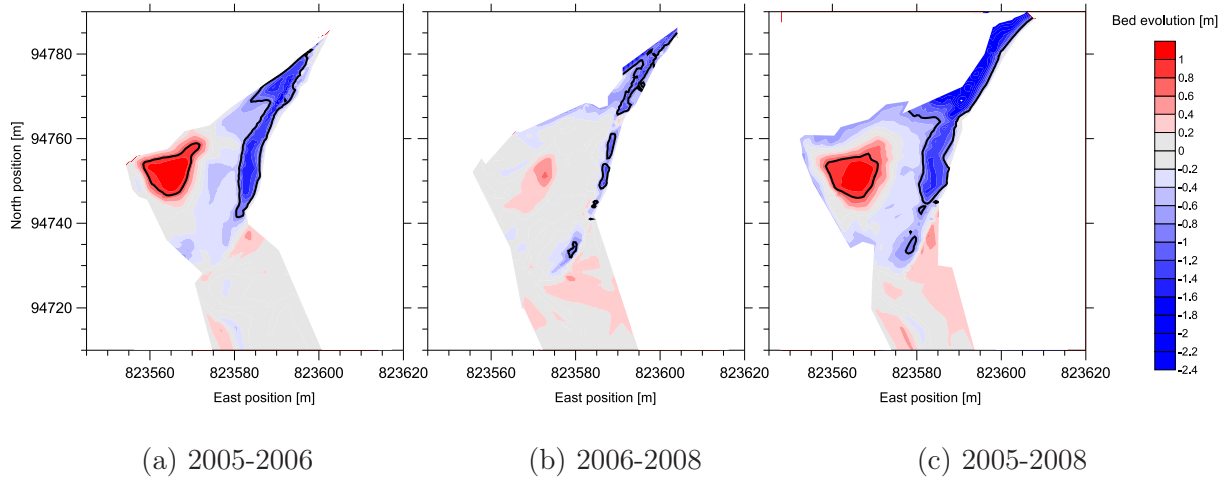 Bed evolution [m]
1
0.8
0.6
0.4
0.2
0
-0.2
-0.4
-0.6
-0.8
-1
-1.2
-1.4
-1.6
-1.8
-2
-2.2
-2.4
North position [m]
94780
94760
94740
94720
823560 823580 823600 823620
823560 823580 823600 823620
823560 823580 823600 823620
East position [m]
East position [m]
East position [m]
(a) 2005-2006
(b) 2006-2008
(c) 2005-2008